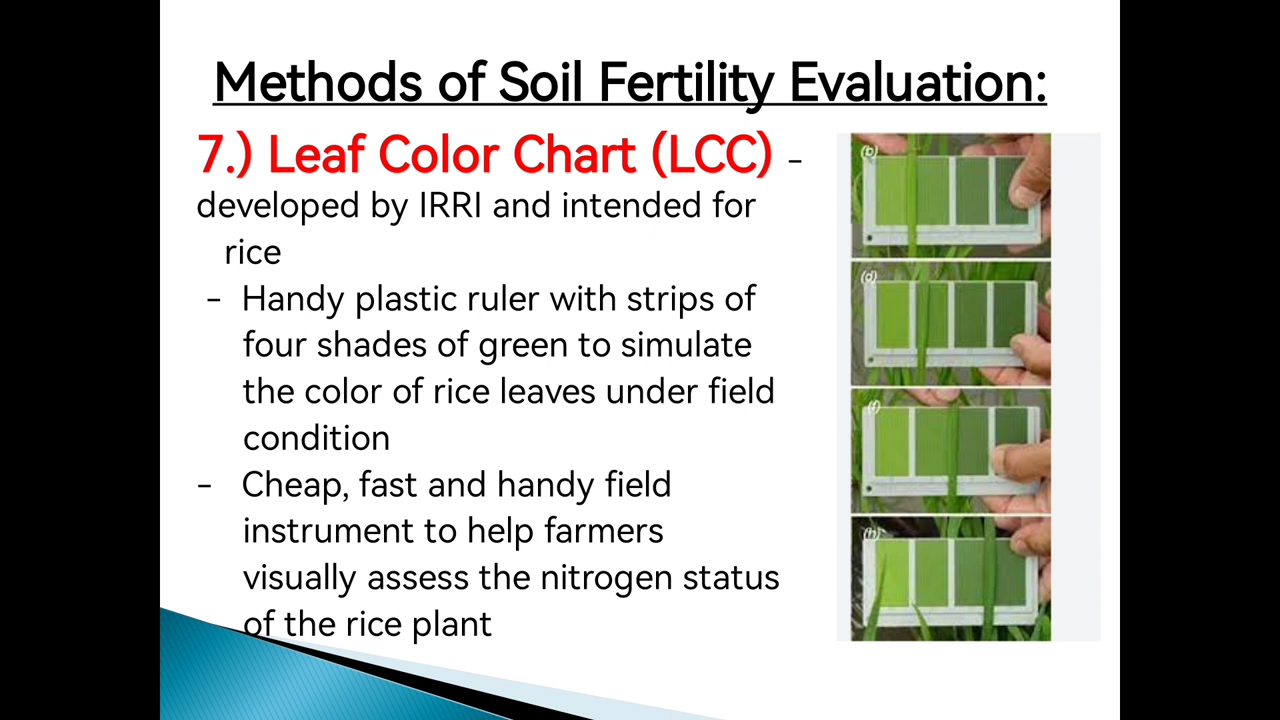 Methods of Soil Fertility Evaluation:
7.) Leaf Color Chart (LCC) -
developed by IRRI and intended for
rice
- Handy plastic ruler with strips of
four shades of green to simulate
the color of rice leaves under field
condition
- Cheap, fast and handy field
instrument to help farmers
visually assess the nitrogen status
of the rice plant
(b)
(d)
(f)
(h)